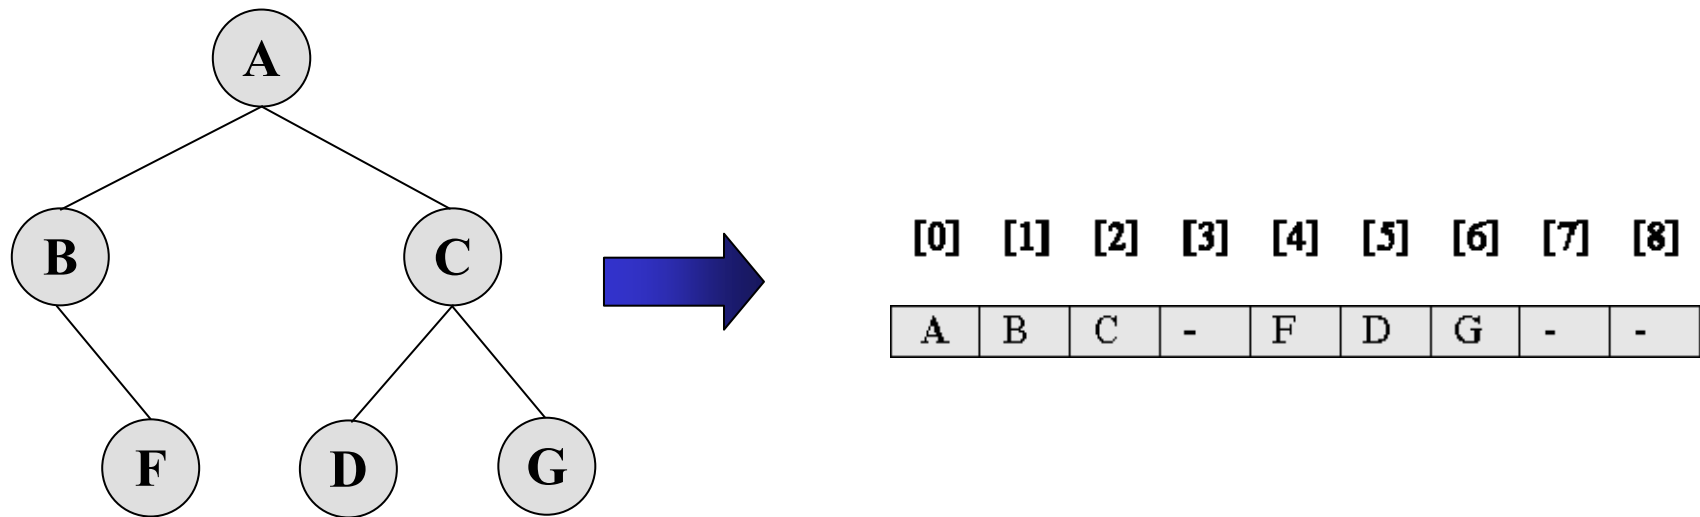 A
B C
F D G
[0] [1] [2] [3] [4] [5] [6] [7] [8]
A B C - F D G - -